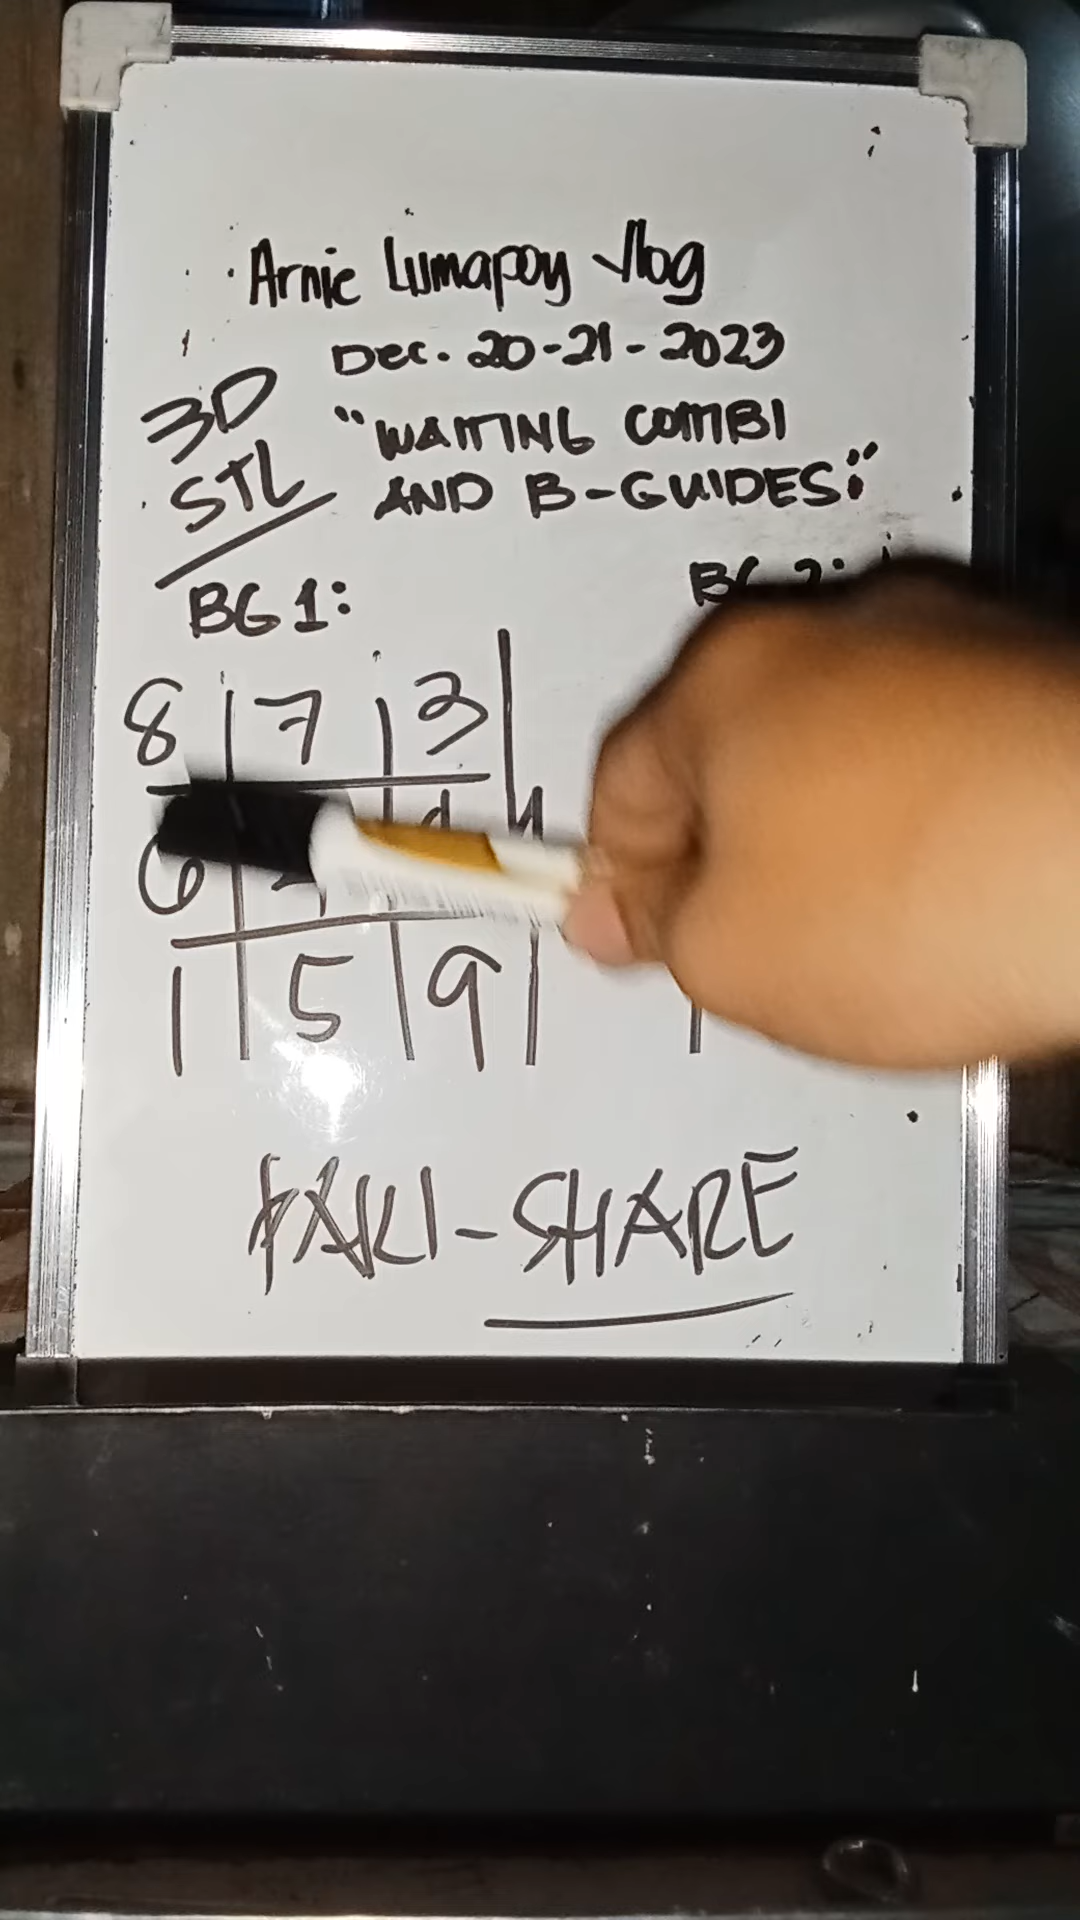 Arnie Lumapoy Vlog
Dec. 20-21-2023
3D
STL
"WAITING COMBI
AND B-GUIDES:"
BG 1:
8 7 3
6
1 5 9
PAKI-SHARE